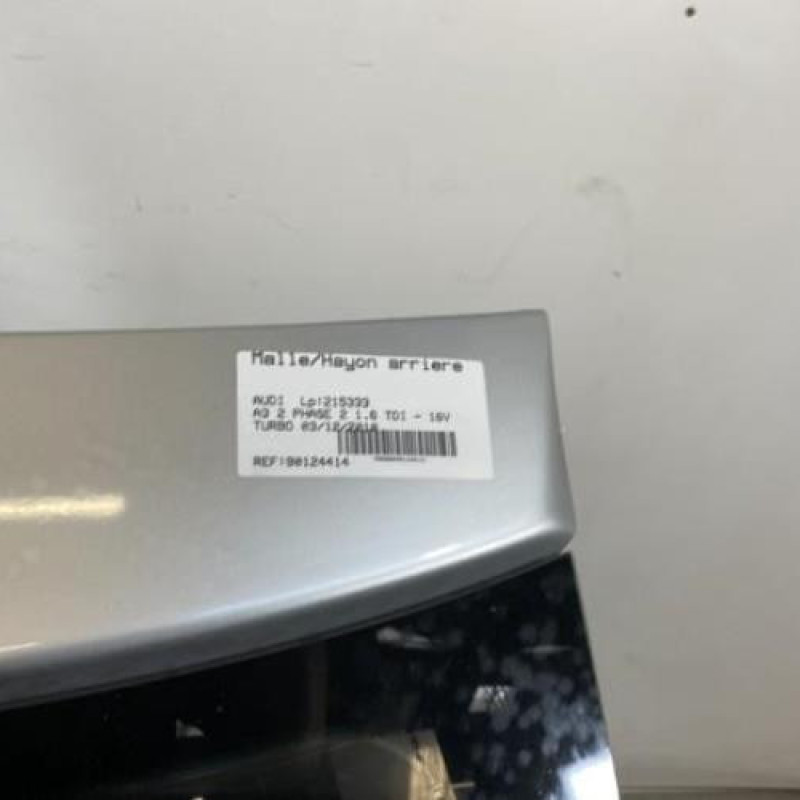 Malle/Hayon arriere
AUDI Lp:215333
A3 2 PHASE 2 1.6 TDI - 16V
TURBO 03/12/2018
REF:90124414